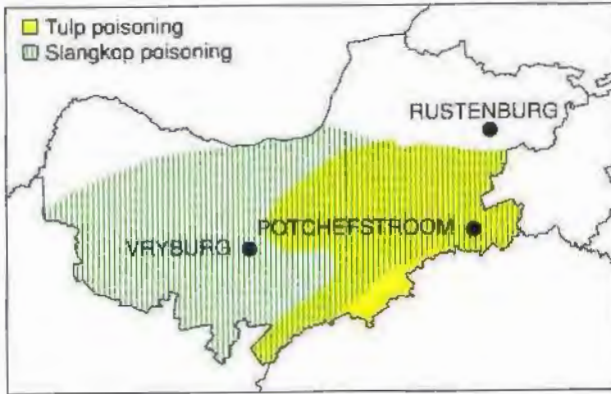 Tulp poisoning
Slangkop poisoning
RUSTENBURG
POTCHEFSTROOM
VRYBURG